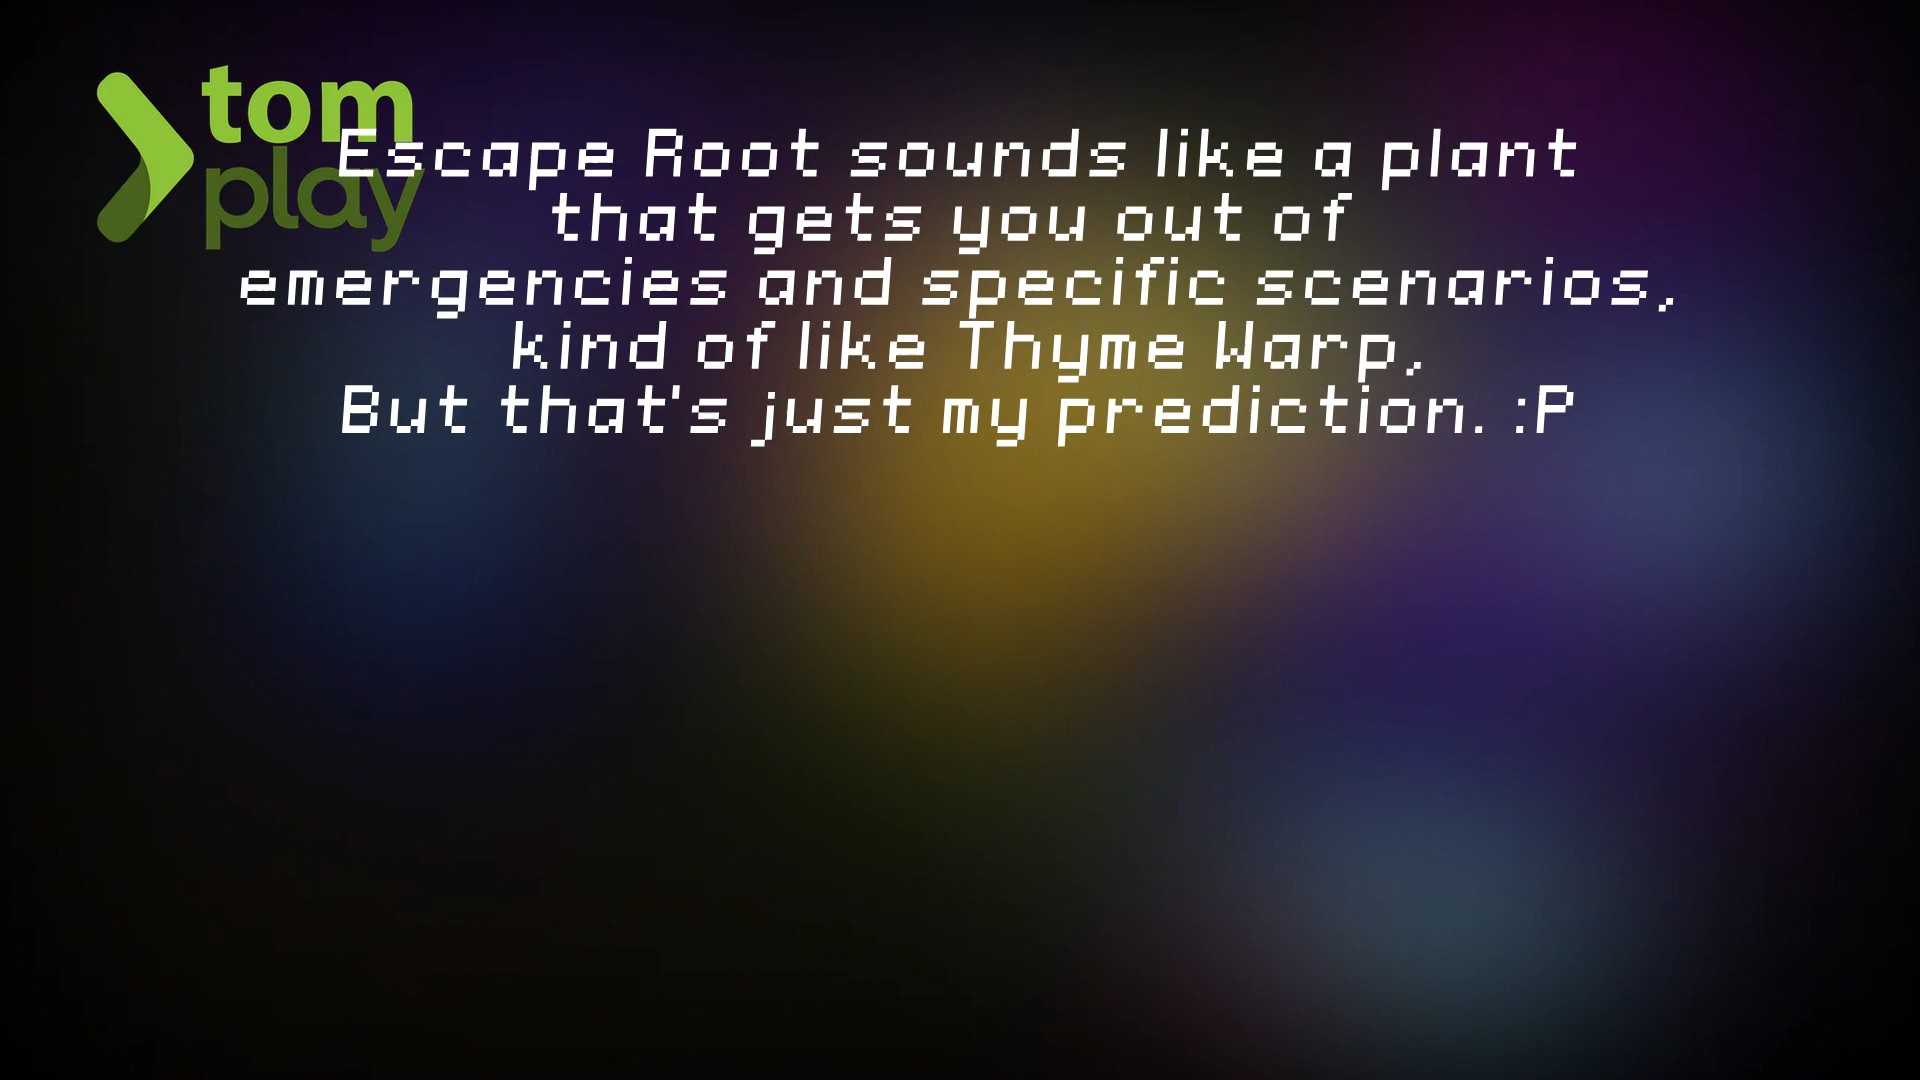 tom
play
Escape Root sounds like a plant
that gets you out of
emergencies and specific scenarios,
kind of like Thyme Warp,
But that's just my prediction. :P